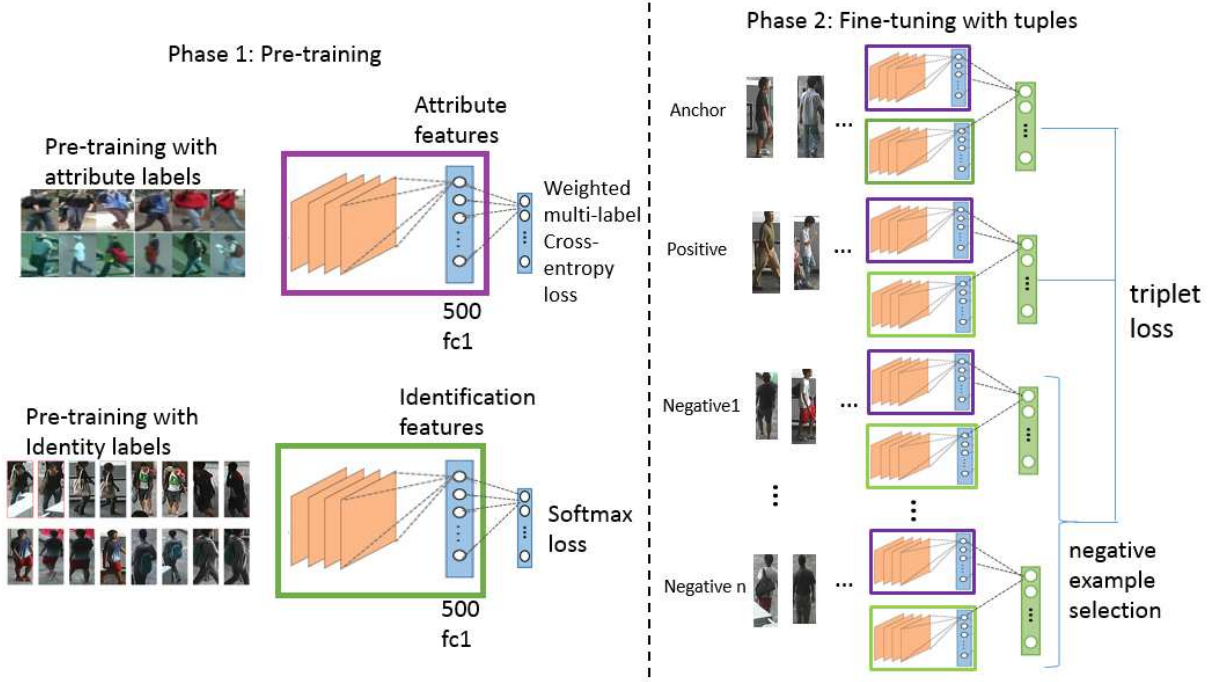 Phase 1: Pre-training
Pre-training with
attribute labels
Attribute
features
Weighted
multi-label
Cross-
entropy
loss
500
fc1
Pre-training with
Identity labels
Identification
features
Softmax
loss
500
fc1
Phase 2: Fine-tuning with tuples
Anchor
...
Positive
...
Negative1
...
Negative n
...
triplet
loss
negative
example
selection